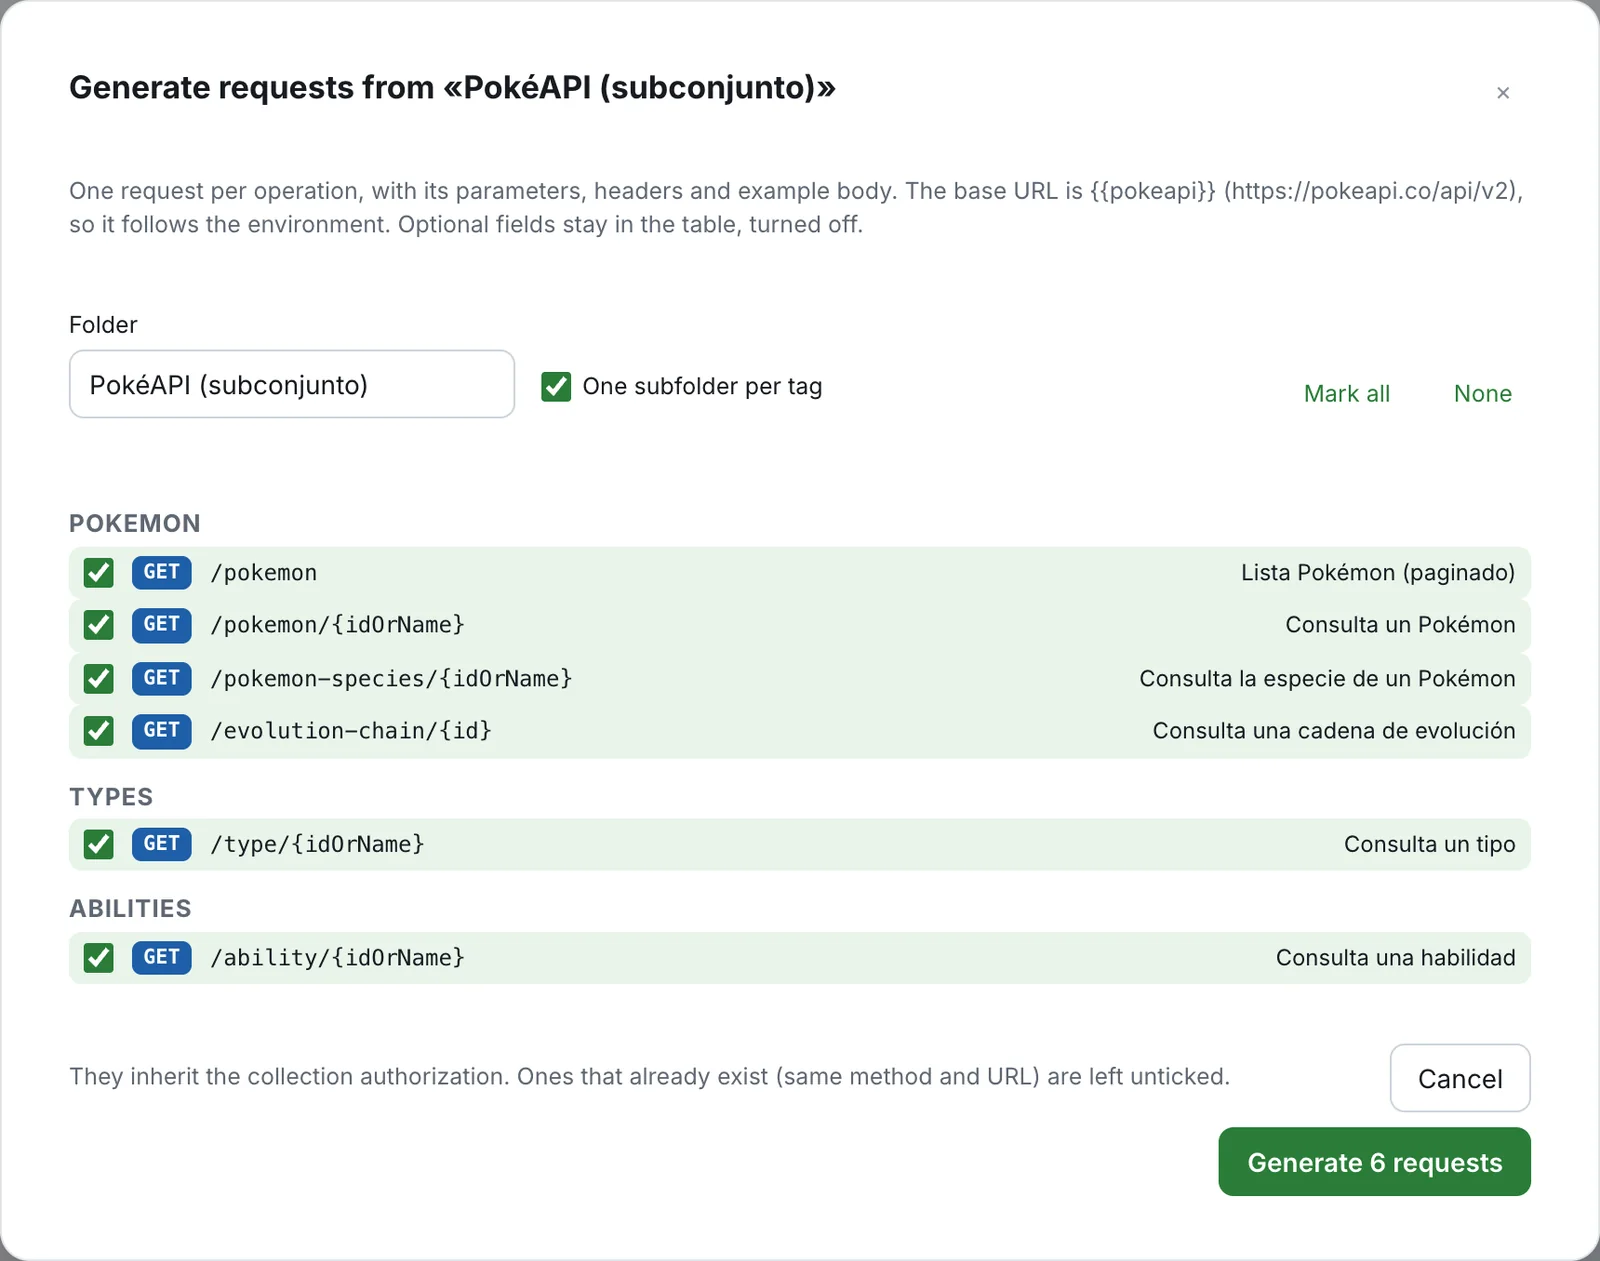 Generate requests from «PokéAPI (subconjunto)»
×
One request per operation, with its parameters, headers and example body. The base URL is {{pokeapi}} (https://pokeapi.co/api/v2),
so it follows the environment. Optional fields stay in the table, turned off.
Folder
PokéAPI (subconjunto)
One subfolder per tag
Mark all
None
POKEMON
GET /pokemon Lista Pokémon (paginado)
GET /pokemon/{idOrName} Consulta un Pokémon
GET /pokemon-species/{idOrName} Consulta la especie de un Pokémon
GET /evolution-chain/{id} Consulta una cadena de evolución
TYPES
GET /type/{idOrName} Consulta un tipo
ABILITIES
GET /ability/{idOrName} Consulta una habilidad
They inherit the collection authorization. Ones that already exist (same method and URL) are left unticked.
Cancel
Generate 6 requests